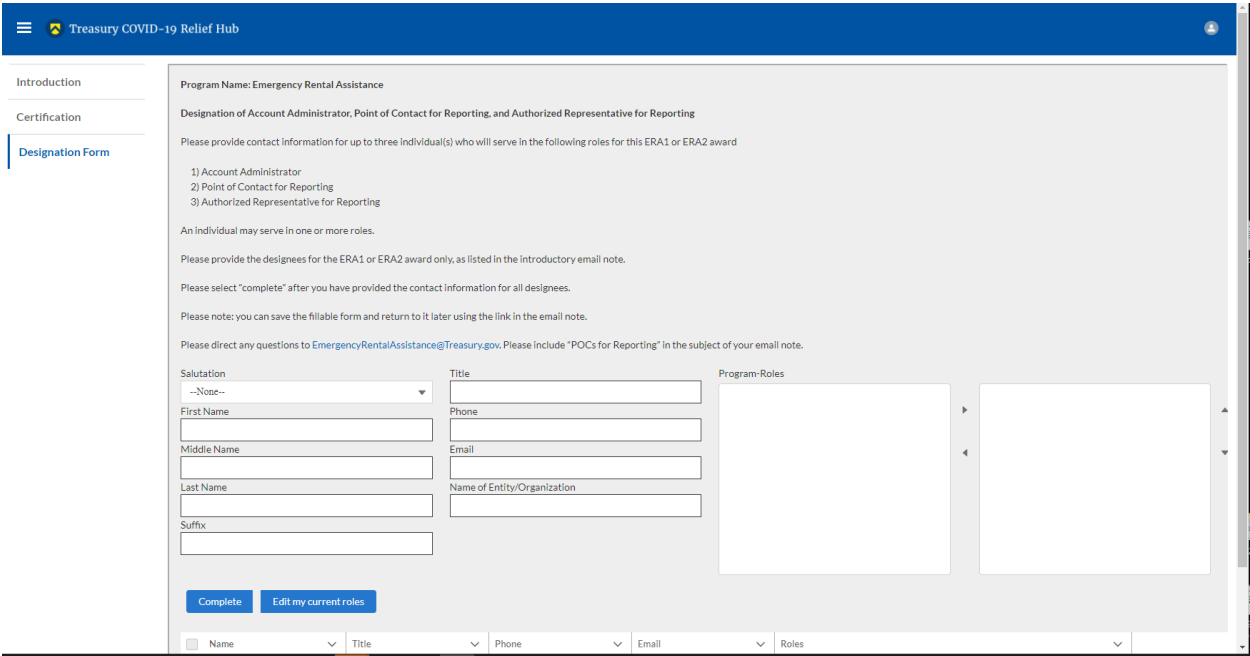 Treasury COVID-19 Relief Hub
Introduction
Certification
Designation Form
Program Name: Emergency Rental Assistance
Designation of Account Administrator, Point of Contact for Reporting, and Authorized Representative for Reporting
Please provide contact information for up to three individual(s) who will serve in the following roles for this ERA1 or ERA2 award
1) Account Administrator
2) Point of Contact for Reporting
3) Authorized Representative for Reporting
An individual may serve in one or more roles.
Please provide the designees for the ERA1 or ERA2 award only, as listed in the introductory email note.
Please select "complete" after you have provided the contact information for all designees.
Please note: you can save the fillable form and return to it later using the link in the email note.
Please direct any questions to EmergencyRentalAssistance@Treasury.gov. Please include "POCs for Reporting" in the subject of your email note.
Salutation
--None--
First Name
Middle Name
Last Name
Suffix
Title
Phone
Email
Name of Entity/Organization
Program-Roles
Complete
Edit my current roles
Name Title Phone Email Roles